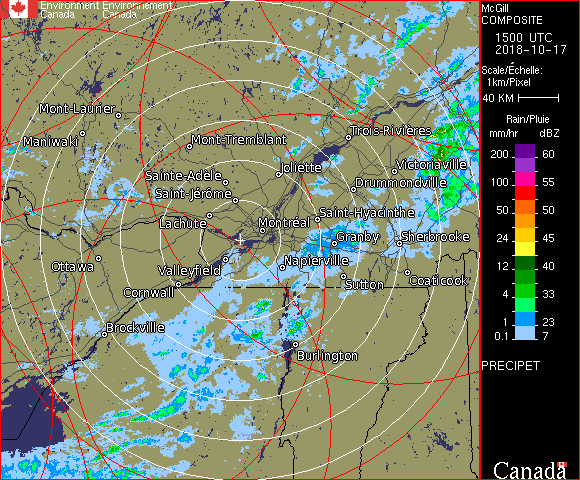 Environment Environnement
Canada Canada
McGill
COMPOSITE
1500 UTC
2018-10-17
Scale/Échelle:
1km/Pixel
40 KM
Rain/Pluie
mm/hr dBZ
200 60
100 55
50 50
24 45
12 40
4 33
1 23
0.1 7
PRECIPET
Mont-Laurier
Maniwaki
Mont-Tremblant
Trois-Rivières
Joliette
Victoriaville
Sainte-Adèle
Drummondville
Saint-Jérôme
Saint-Hyacinthe
Lachute
Montréal
Granby
Sherbrooke
Ottawa
Valleyfield
Napierville
Cornwall
Sutton
Coaticook
Brockville
Burlington
Canada